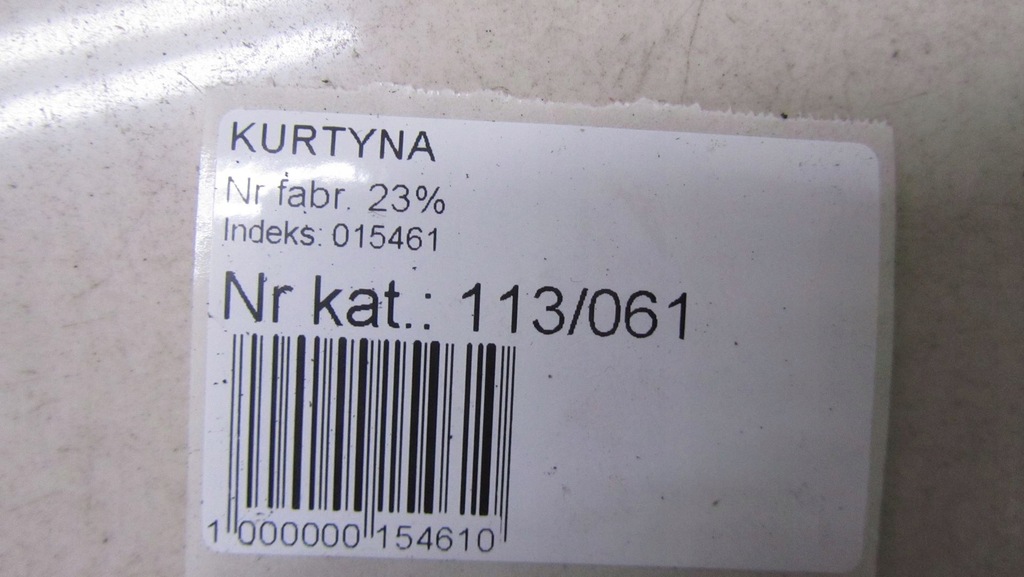 KURTYNA
Nr fabr. 23%
Indeks: 015461
Nr kat.: 113/061
1 000000 154610